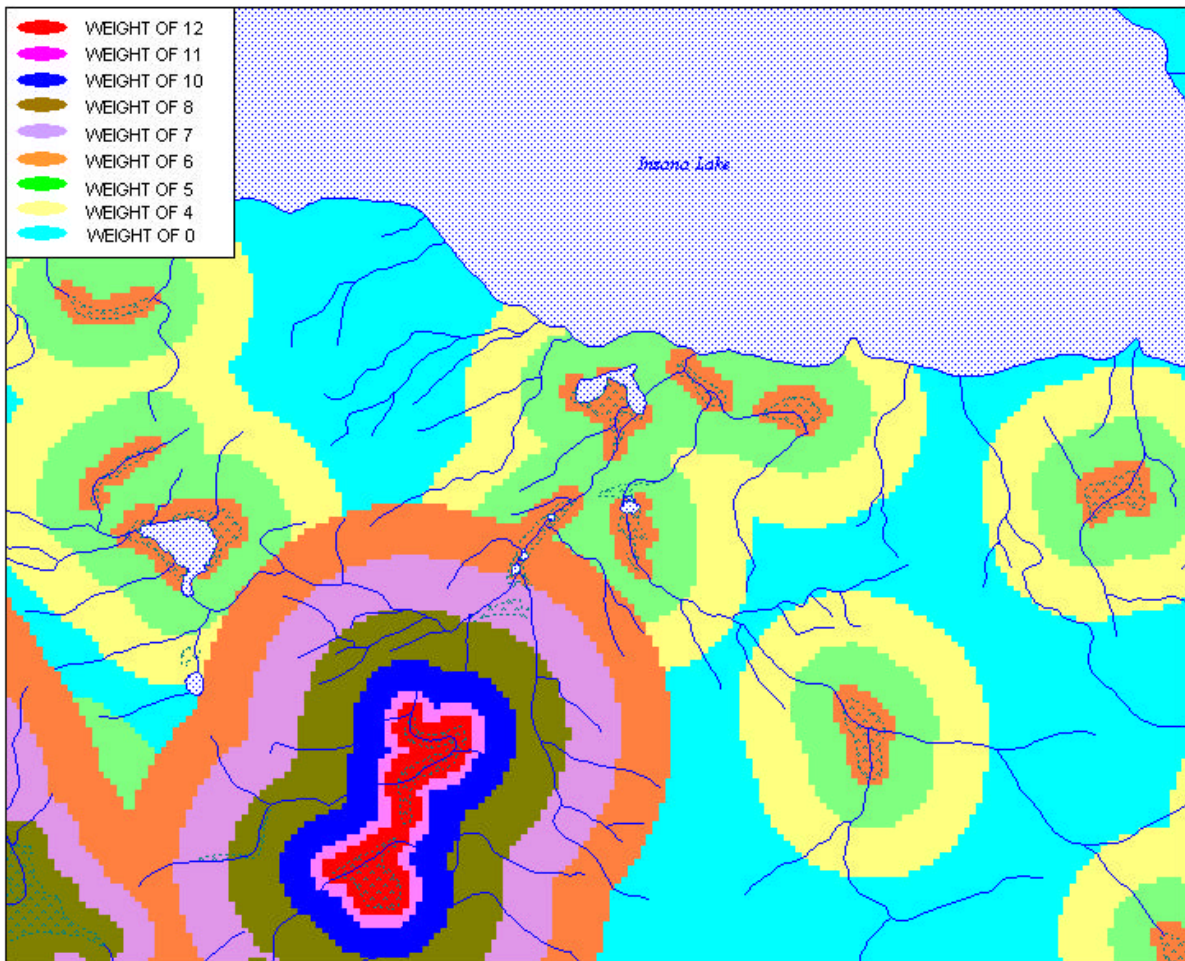 WEIGHT OF 12
WEIGHT OF 11
WEIGHT OF 10
WEIGHT OF 8
WEIGHT OF 7
WEIGHT OF 6
WEIGHT OF 5
WEIGHT OF 4
WEIGHT OF 0
Inzana Lake